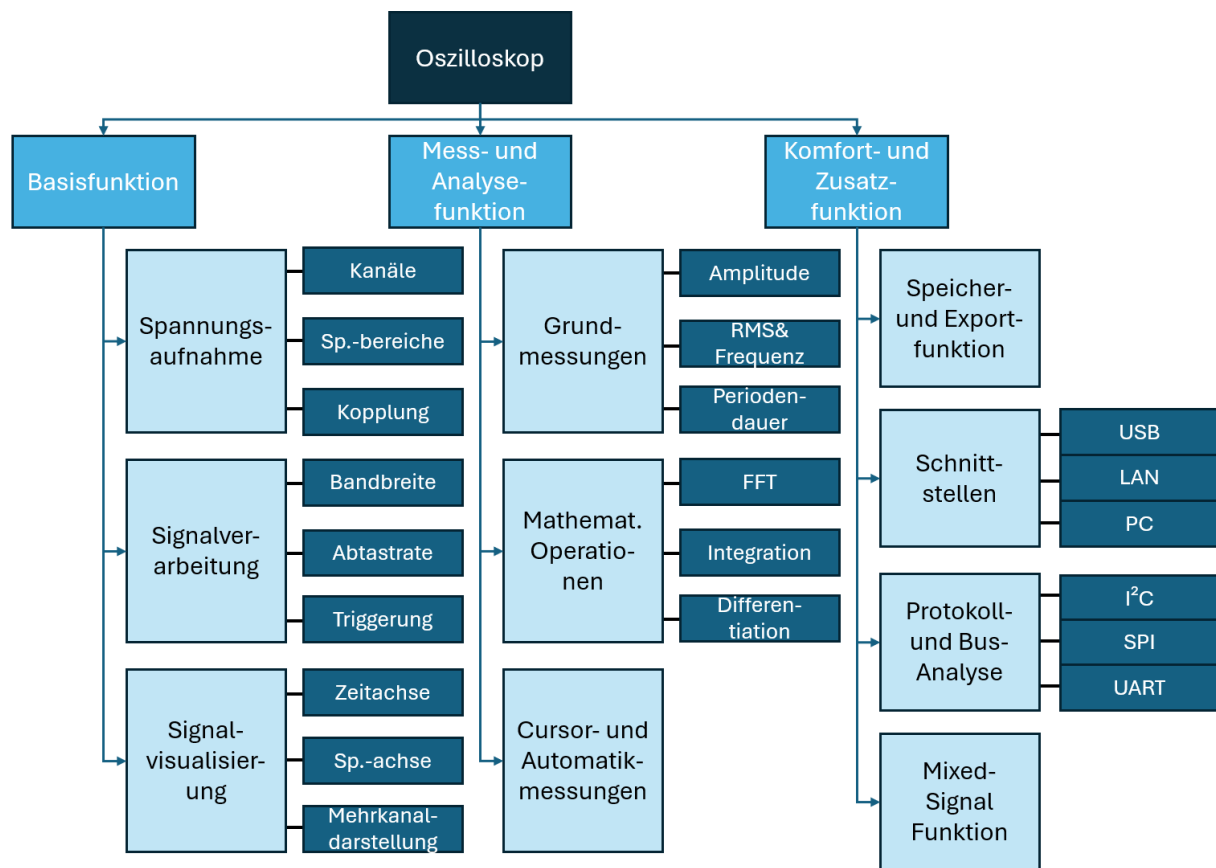 Oszilloskop
Basisfunktion
Mess- und
Analyse-
funktion
Komfort- und
Zusatz-
funktion
Spannungs-
aufnahme
Kanäle
Sp.-bereiche
Kopplung
Signalver-
arbeitung
Bandbreite
Abtastrate
Triggerung
Signal-
visualisier-
ung
Zeitachse
Sp.-achse
Mehrkanal-
darstellung
Grund-
messungen
Amplitude
RMS&
Frequenz
Perioden-
dauer
Mathemat.
Operatio-
nen
FFT
Integration
Differen-
tiation
Cursor- und
Automatik-
messungen
Speicher-
und Export-
funktion
Schnitt-
stellen
USB
LAN
PC
Protokoll-
und Bus-
Analyse
I²C
SPI
UART
Mixed-
Signal
Funktion